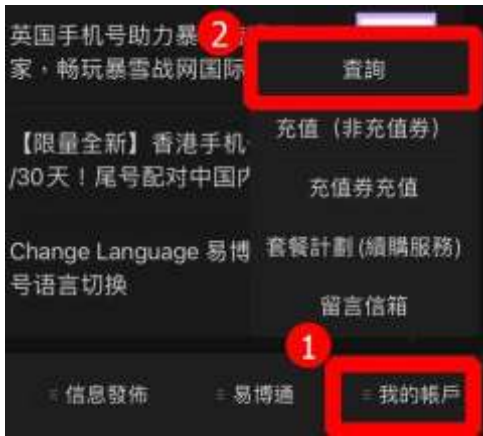 英国手机号助力暴
2
家,畅玩暴雪战网国际
查詢
充值(非充值券)
【限量全新】香港手机
/30天!尾号配对中国内
充值券充值
Change Language 易博
号语言切换
套餐計劃(續購服務)
留言信箱
1
信息發佈
易博通
我的帳戶